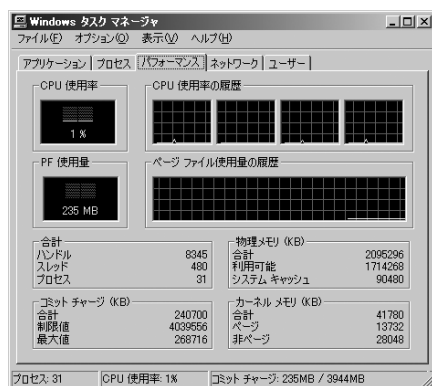 Windows タスク マネージャ
ファイル(F) オプション(O) 表示(V) ヘルプ(H)
アプリケーション プロセス パフォーマンス ネットワーク ユーザー
CPU 使用率 CPU 使用率の履歴
1 %
PF 使用量 ページ ファイル使用量の履歴
235 MB
合計
ハンドル 8345
スレッド 480
プロセス 31
物理メモリ (KB)
合計 2095296
利用可能 1714268
システム キャッシュ 90480
コミット チャージ (KB)
合計 240700
制限値 4039556
最大値 268716
カーネル メモリ (KB)
合計 41780
ページ 13732
非ページ 28048
プロセス: 31 CPU 使用率: 1% コミット チャージ: 235MB / 3944MB